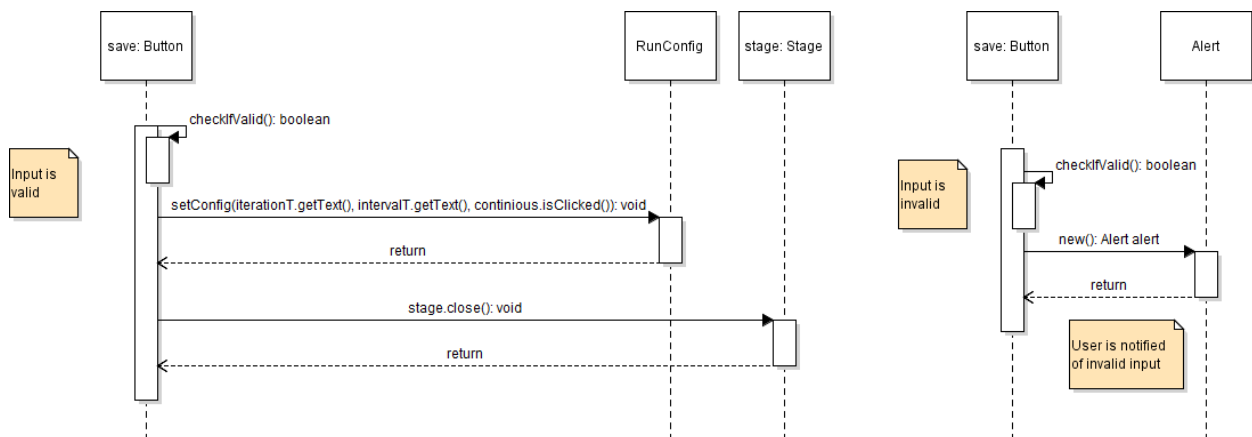 save: Button
RunConfig
stage: Stage
checkIfValid(): boolean
Input is
valid
setConfig(iterationT.getText(), intervalT.getText(), continious.isClicked()): void
return
stage.close(): void
return
save: Button
Alert
checkIfValid(): boolean
Input is
invalid
new(): Alert alert
return
User is notified
of invalid input